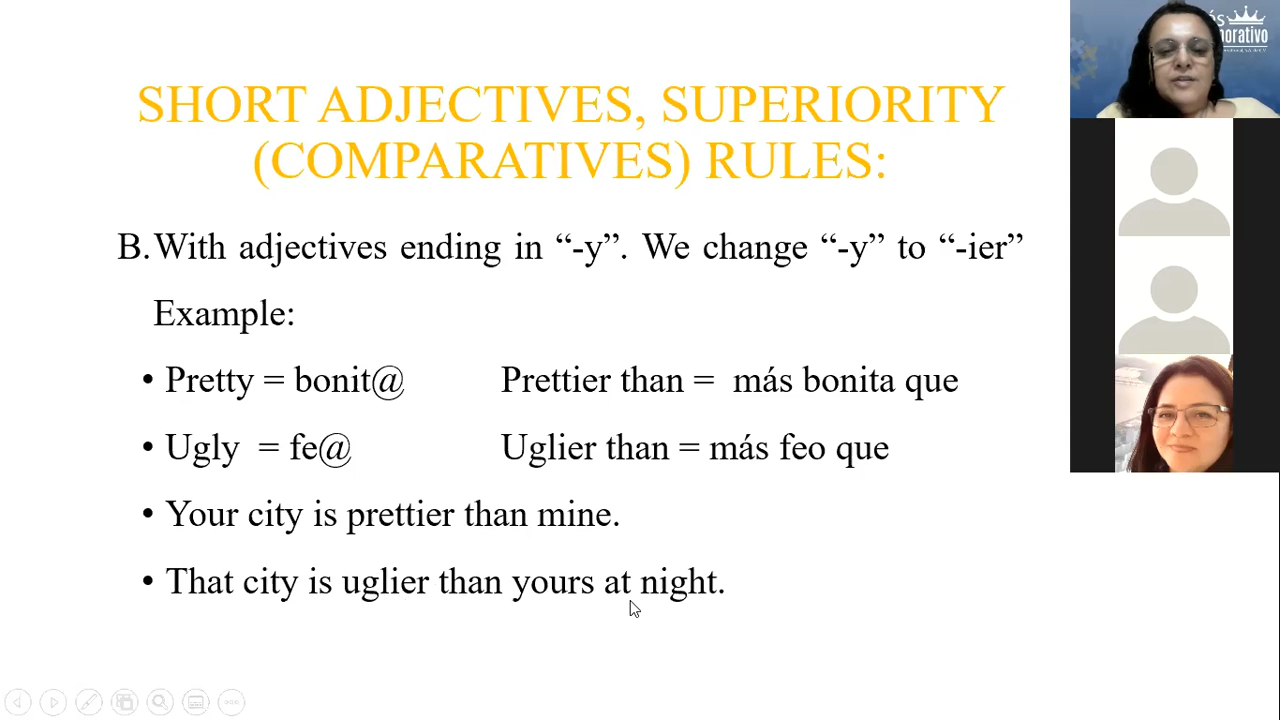 SHORT ADJECTIVES, SUPERIORITY
(COMPARATIVES) RULES:
B. With adjectives ending in “-y”. We change “-y” to “-ier”
Example:
• Pretty = bonit@ Prettier than = más bonita que
• Ugly = fe@ Uglier than = más feo que
• Your city is prettier than mine.
• That city is uglier than yours at night.